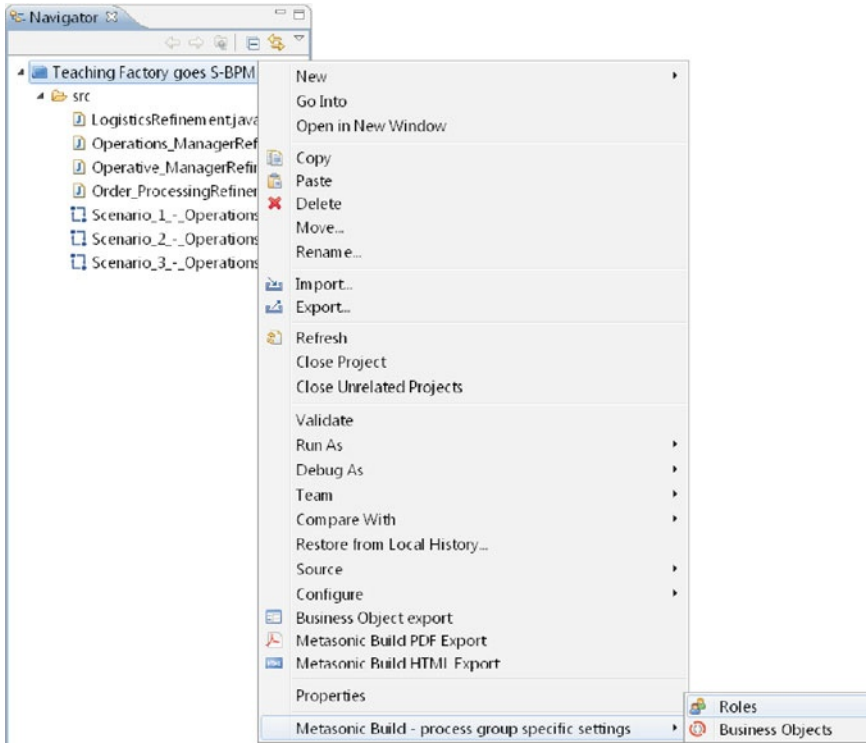 Navigator
Teaching Factory goes S-BPM
src
LogisticsRefinement.java
Operations_ManagerRef
Operative_ManagerRefi
Order_ProcessingRefiner
Scenario_1_-_Operations
Scenario_2_-_Operations
Scenario_3_-_Operations
New
Go Into
Open in New Window
Copy
Paste
Delete
Move...
Rename...
Import...
Export...
Refresh
Close Project
Close Unrelated Projects
Validate
Run As
Debug As
Team
Compare With
Restore from Local History...
Source
Configure
Business Object export
Metasonic Build PDF Export
Metasonic Build HTML Export
Properties
Metasonic Build - process group specific settings
Roles
Business Objects